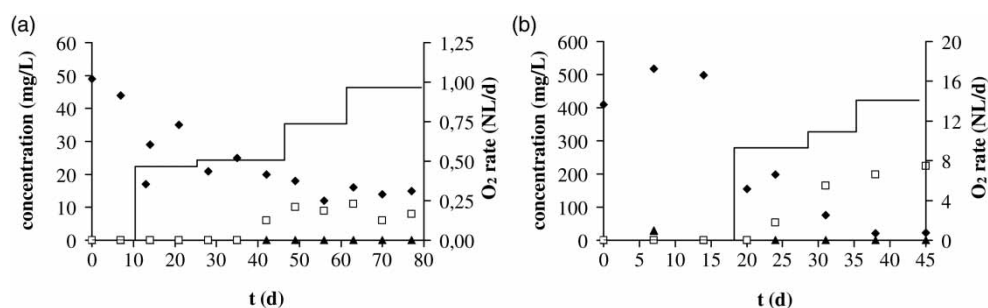 (a)
concentration (mg/L)
60
50
40
30
20
10
0
1,25
1,00
0,75
0,50
0,25
0,00
O₂ rate (NL/d)
0 10 20 30 40 50 60 70 80
t (d)
(b)
concentration (mg/L)
600
500
400
300
200
100
0
20
16
12
8
4
0
O₂ rate (NL/d)
0 5 10 15 20 25 30 35 40 45
t (d)